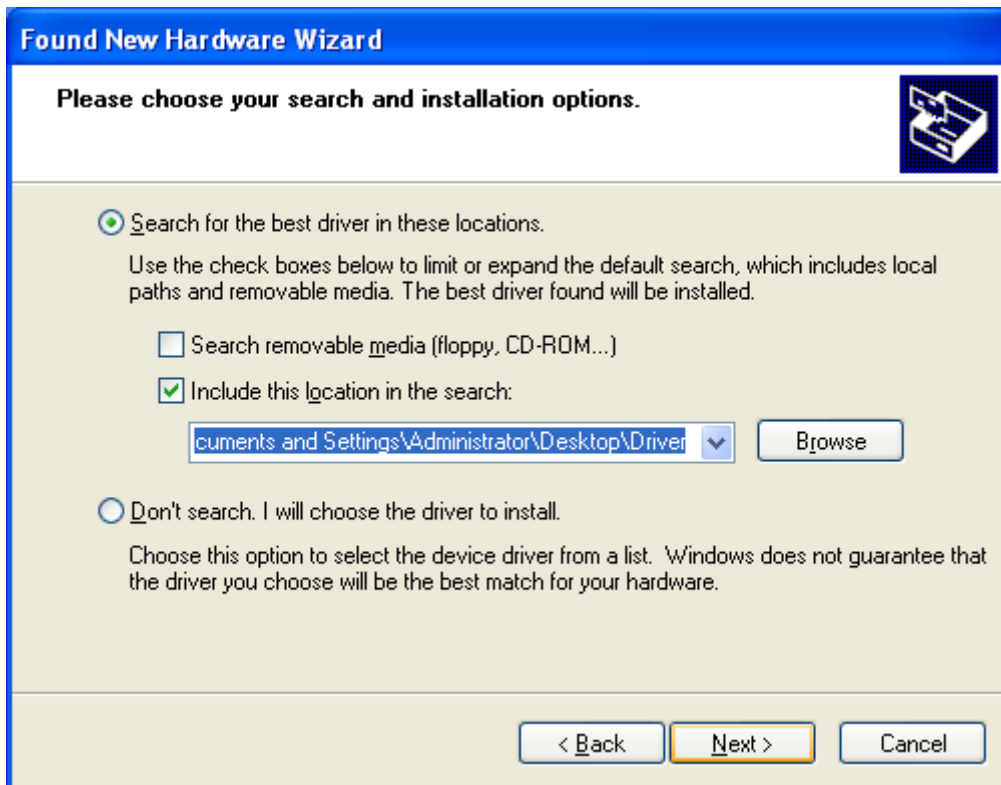 Found New Hardware Wizard
Please choose your search and installation options.
Search for the best driver in these locations.
Use the check boxes below to limit or expand the default search, which includes local
paths and removable media. The best driver found will be installed.
Search removable media (floppy, CD-ROM...)
Include this location in the search:
cuments and Settings\Administrator\Desktop\Driver
Browse
Don't search. I will choose the driver to install.
Choose this option to select the device driver from a list. Windows does not guarantee that
the driver you choose will be the best match for your hardware.
< Back
Next >
Cancel